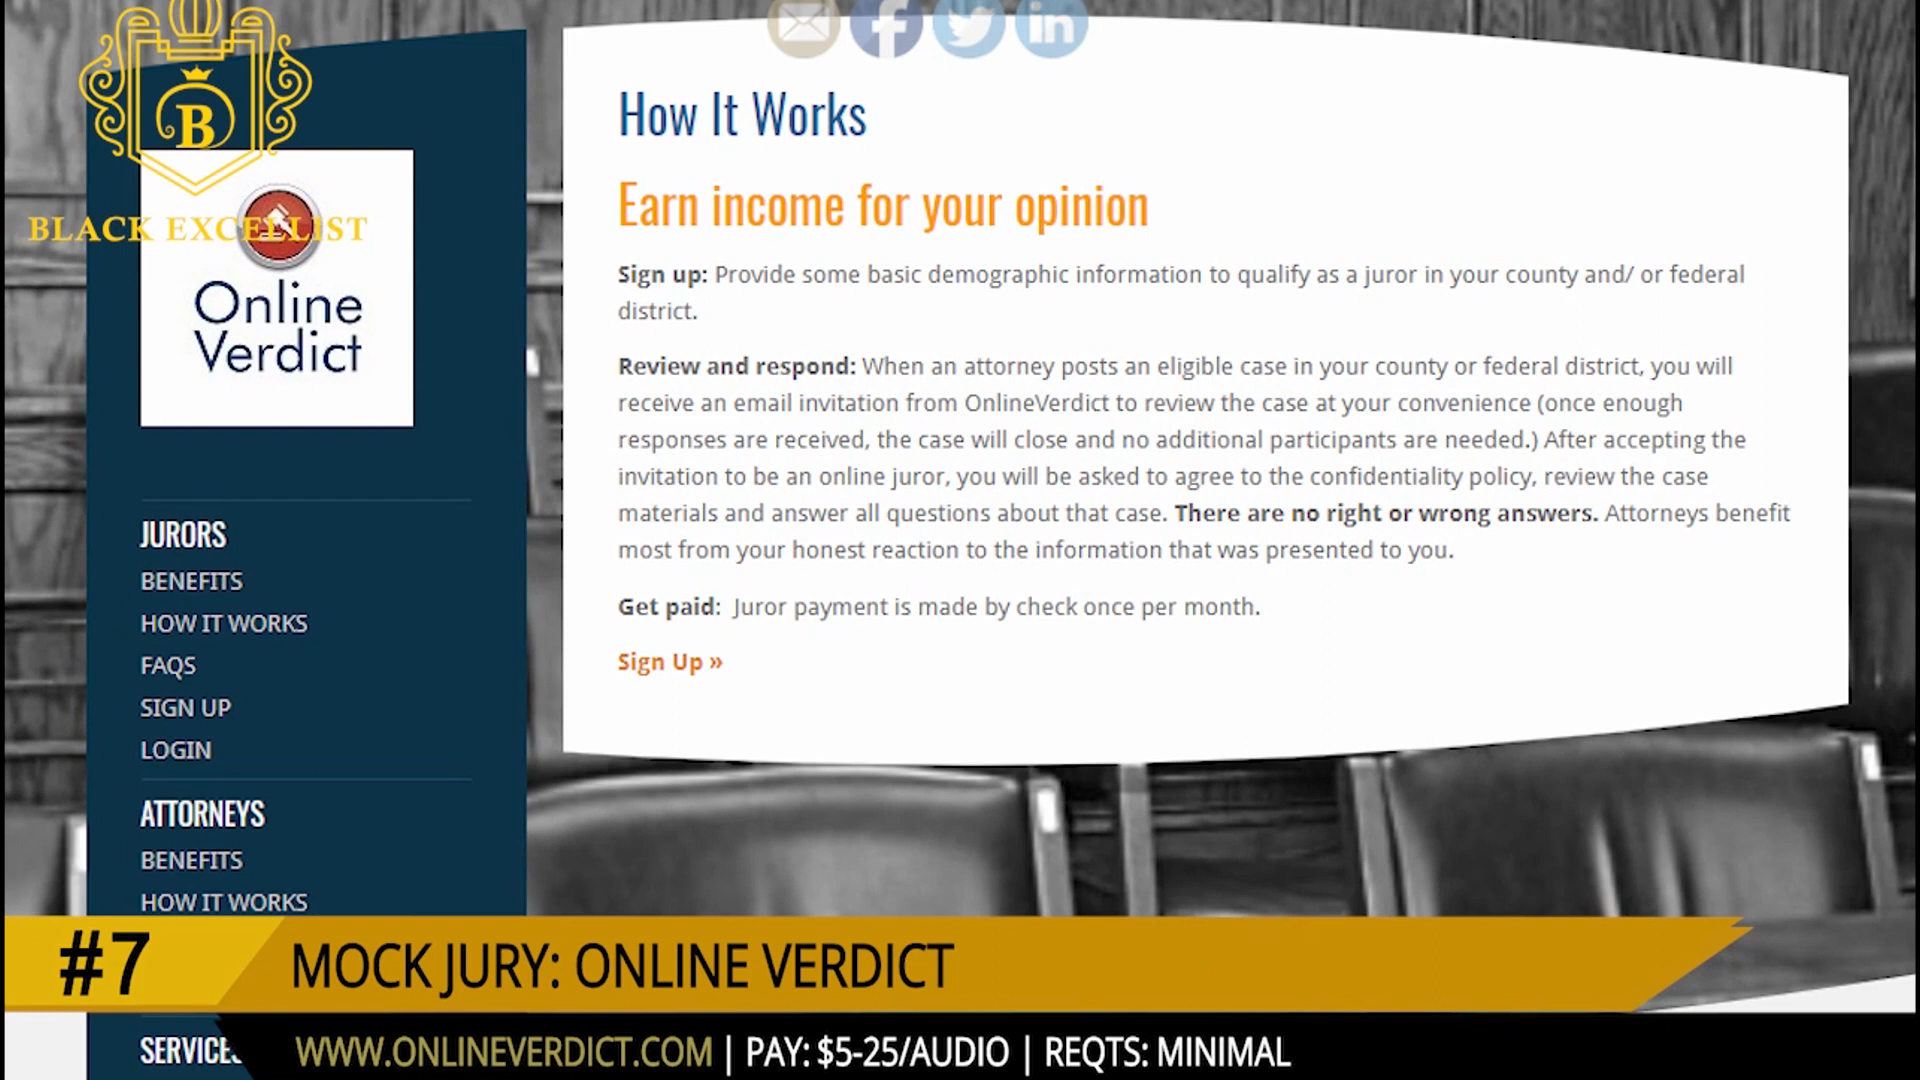 B
BLACK EXCELLIST
Online
Verdict
JURORS
BENEFITS
HOW IT WORKS
FAQS
SIGN UP
LOGIN
ATTORNEYS
BENEFITS
HOW IT WORKS
SERVICES
How It Works
Earn income for your opinion
Sign up: Provide some basic demographic information to qualify as a juror in your county and/ or federal
district.
Review and respond: When an attorney posts an eligible case in your county or federal district, you will
receive an email invitation from OnlineVerdict to review the case at your convenience (once enough
responses are received, the case will close and no additional participants are needed.) After accepting the
invitation to be an online juror, you will be asked to agree to the confidentiality policy, review the case
materials and answer all questions about that case. There are no right or wrong answers. Attorneys benefit
most from your honest reaction to the information that was presented to you.
Get paid: Juror payment is made by check once per month.
Sign Up »
#7
MOCK JURY: ONLINE VERDICT
WWW.ONLINEVERDICT.COM | PAY: $5-25/AUDIO | REQTS: MINIMAL